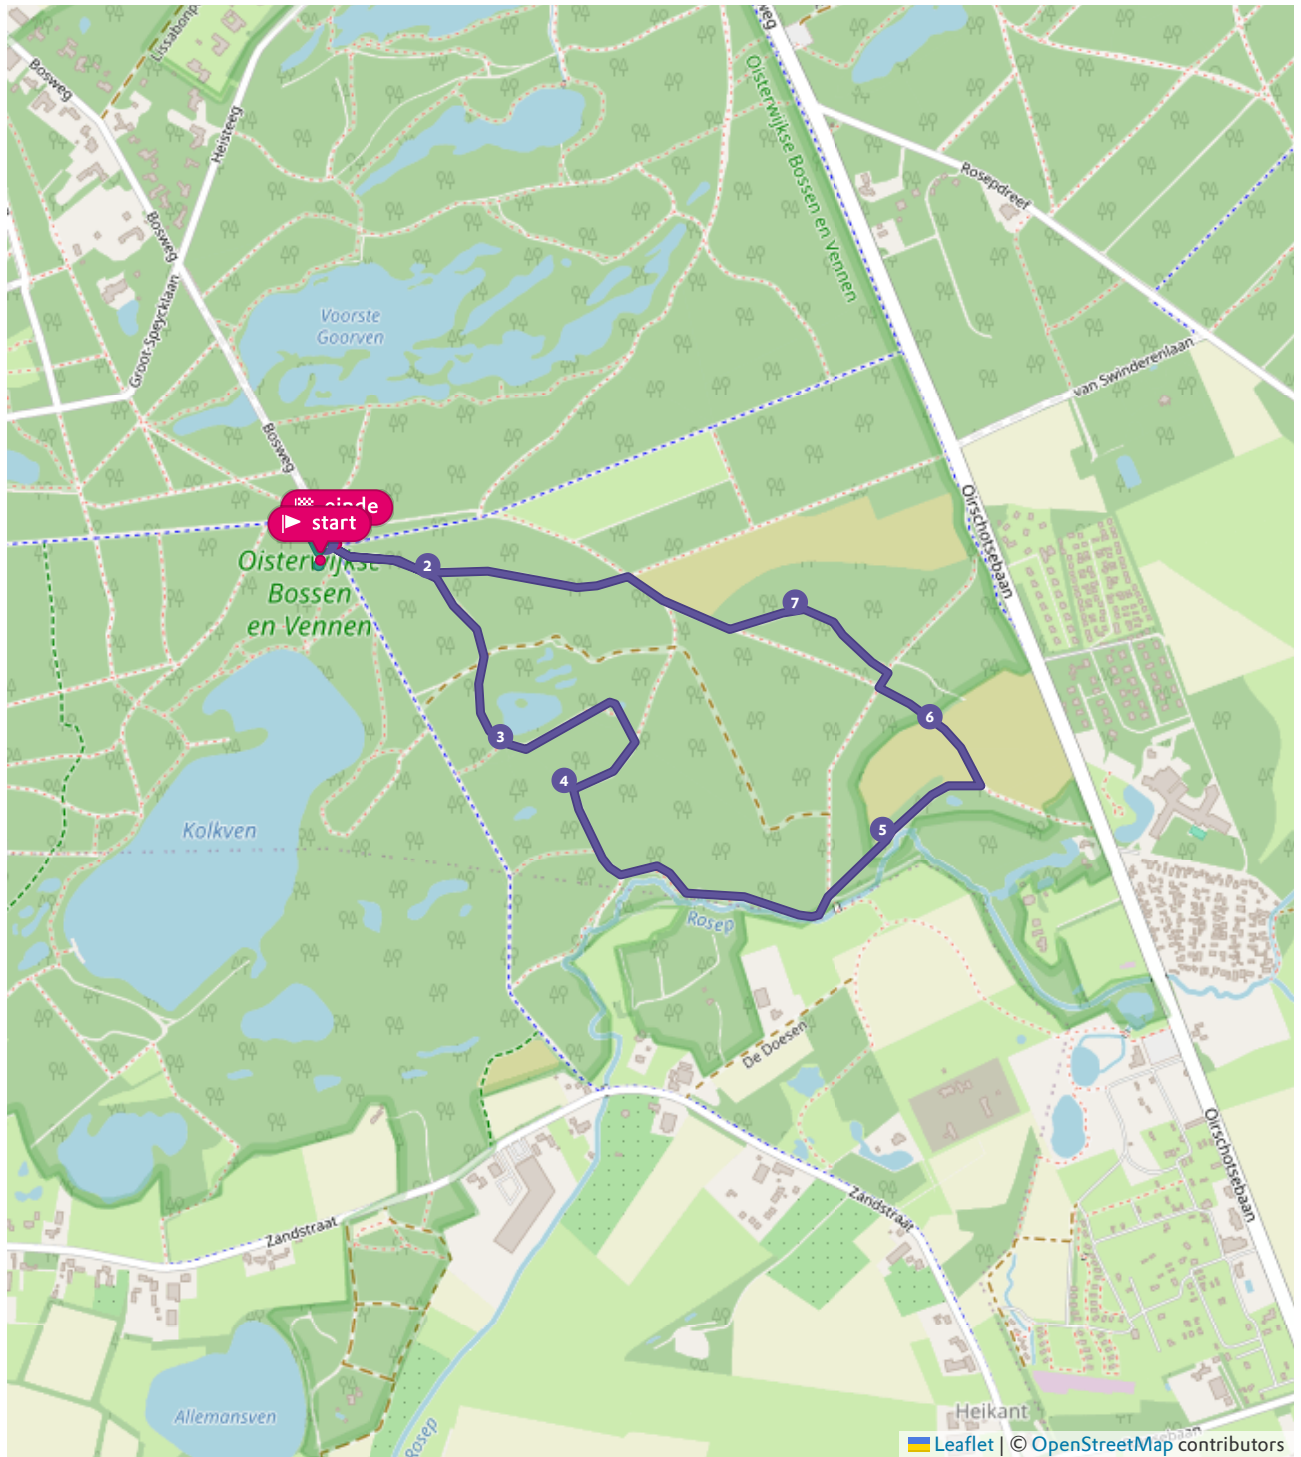 Lissabonp
Bosweg
Heisteeg
weg
Oisterwijkse Bossen en Vennen
Rosepdreef
Bosweg
Groot-Speycklaan
Voorste
Goorven
van Swinderenlaan
Bosweg
einde
start
Oirschotsebaan
Oisterwijkse
Bossen
en Vennen
2
7
3
6
4
5
Kolkven
Rosep
De Doesen
Oirschotsebaan
Zandstraat
Zandstraat
Allemansven
Rosep
Heikant
Leaflet | © OpenStreetMap contributors